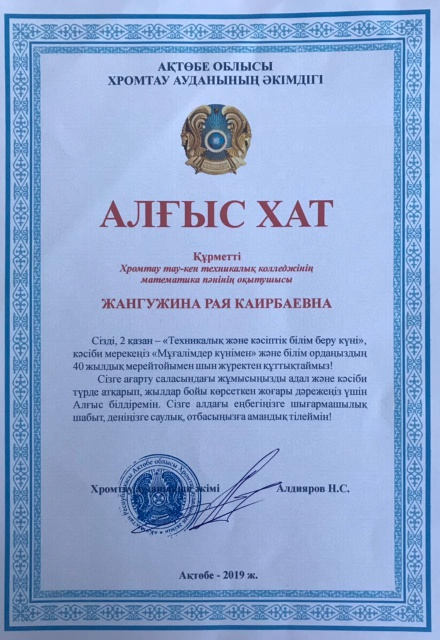 АҚТӨБЕ ОБЛЫСЫ
ХРОМТАУ АУДАНЫНЫҢ ӘКІМДІГІ
АЛҒЫС ХАТ
Құрметті
Хромтау тау-кен техникалық колледжінің
математика пәнінің оқытушысы
ЖАНГУЖИНА РАЯ КАИРБАЕВНА
Сізді, 2 қазан – «Техникалық және кәсіптік білім беру күні»,
кәсіби мерекеңіз «Мұғалімдер күнімен» және білім ордаңыздың
40 жылдық мерейтойымен шын жүректен құттықтаймыз!
Сізге ағарту саласындағы жұмысыңызды адал және кәсіби
түрде атқарып, жылдар бойы көрсеткен жоғары дәрежеңіз үшін
Алғыс білдіремін. Сізге алдағы еңбегіңізге шығармашылық
шабыт, деніңізге саулық, отбасыңызға амандық тілеймін!
Хромтау ауданының әкімі Алдияров Н.С.
Ақтөбе - 2019 ж.